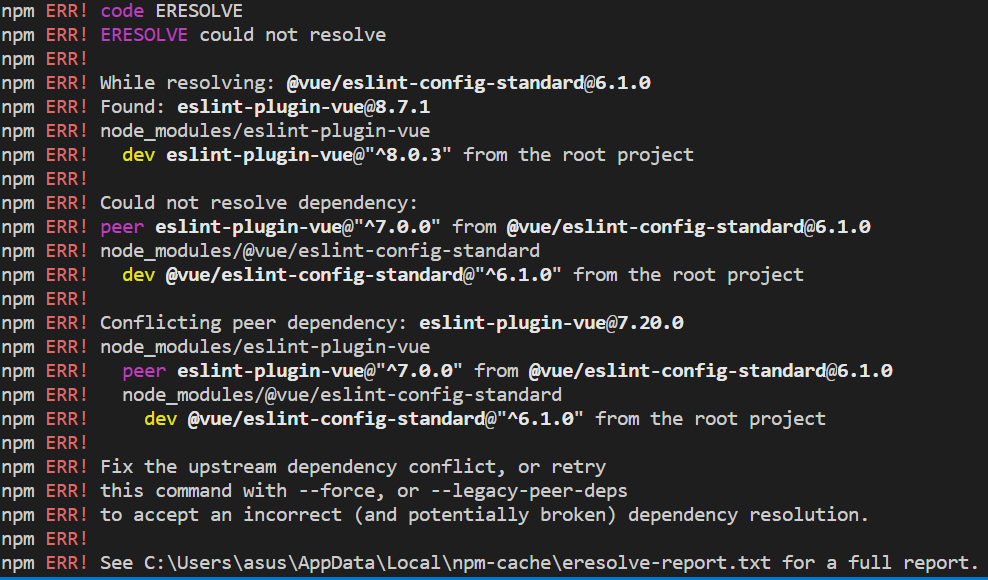 npm ERR! code ERESOLVE
npm ERR! ERESOLVE could not resolve
npm ERR!
npm ERR! While resolving: @vue/eslint-config-standard@6.1.0
npm ERR! Found: eslint-plugin-vue@8.7.1
npm ERR! node_modules/eslint-plugin-vue
npm ERR!   dev eslint-plugin-vue@"^8.0.3" from the root project
npm ERR!
npm ERR! Could not resolve dependency:
npm ERR! peer eslint-plugin-vue@"^7.0.0" from @vue/eslint-config-standard@6.1.0
npm ERR! node_modules/@vue/eslint-config-standard
npm ERR!   dev @vue/eslint-config-standard@"^6.1.0" from the root project
npm ERR!
npm ERR! Conflicting peer dependency: eslint-plugin-vue@7.20.0
npm ERR! node_modules/eslint-plugin-vue
npm ERR!   peer eslint-plugin-vue@"^7.0.0" from @vue/eslint-config-standard@6.1.0
npm ERR!   node_modules/@vue/eslint-config-standard
npm ERR!     dev @vue/eslint-config-standard@"^6.1.0" from the root project
npm ERR!
npm ERR! Fix the upstream dependency conflict, or retry
npm ERR! this command with --force, or --legacy-peer-deps
npm ERR! to accept an incorrect (and potentially broken) dependency resolution.
npm ERR!
npm ERR! See C:\Users\asus\AppData\Local\npm-cache\eresolve-report.txt for a full report.